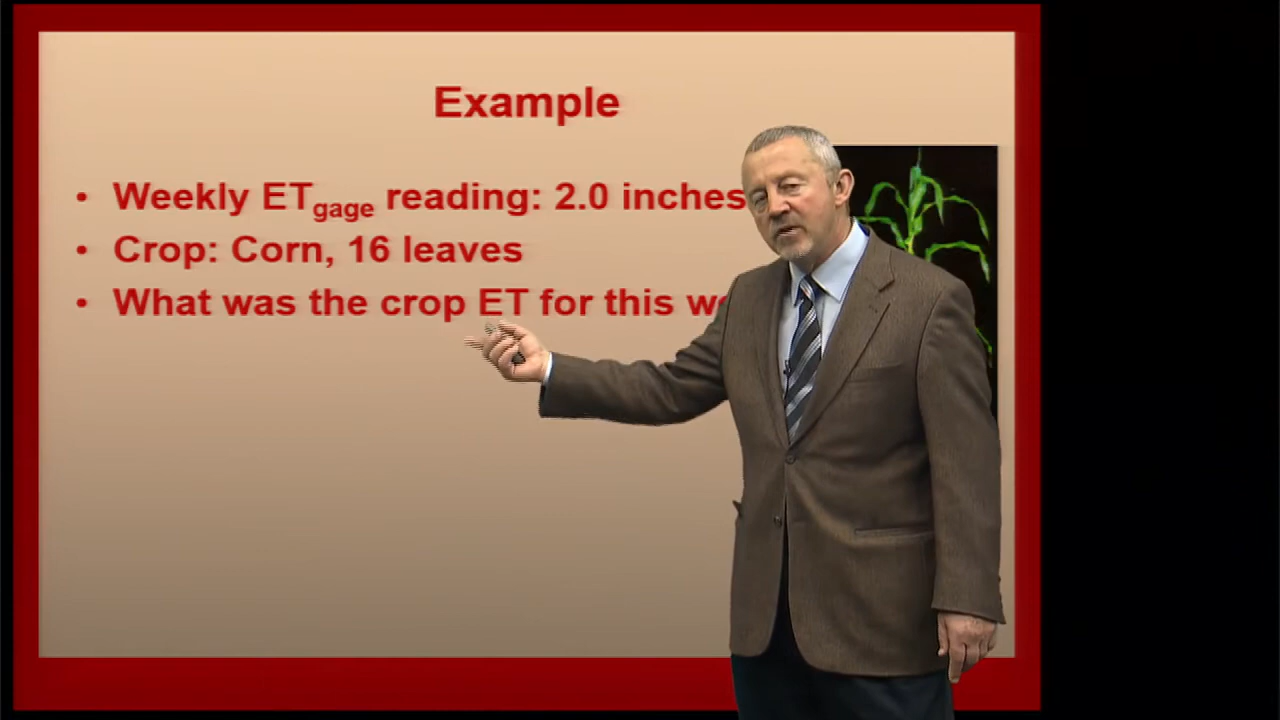 Example
• Weekly ETgage reading: 2.0 inches
• Crop: Corn, 16 leaves
• What was the crop ET for this